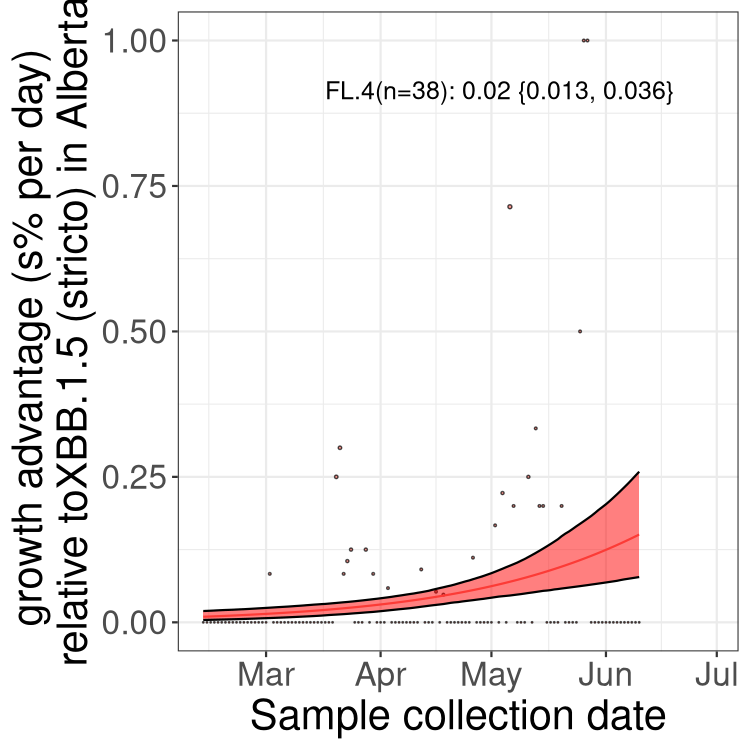 growth advantage (s% per day)
relative toXBB.1.5 (stricto) in Alberta
1.00
0.75
0.50
0.25
0.00
FL.4(n=38): 0.02 {0.013, 0.036}
Mar Apr May Jun Jul
Sample collection date